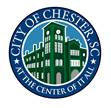 CITY OF CHESTER, SC
AT THE CENTER OF IT ALL